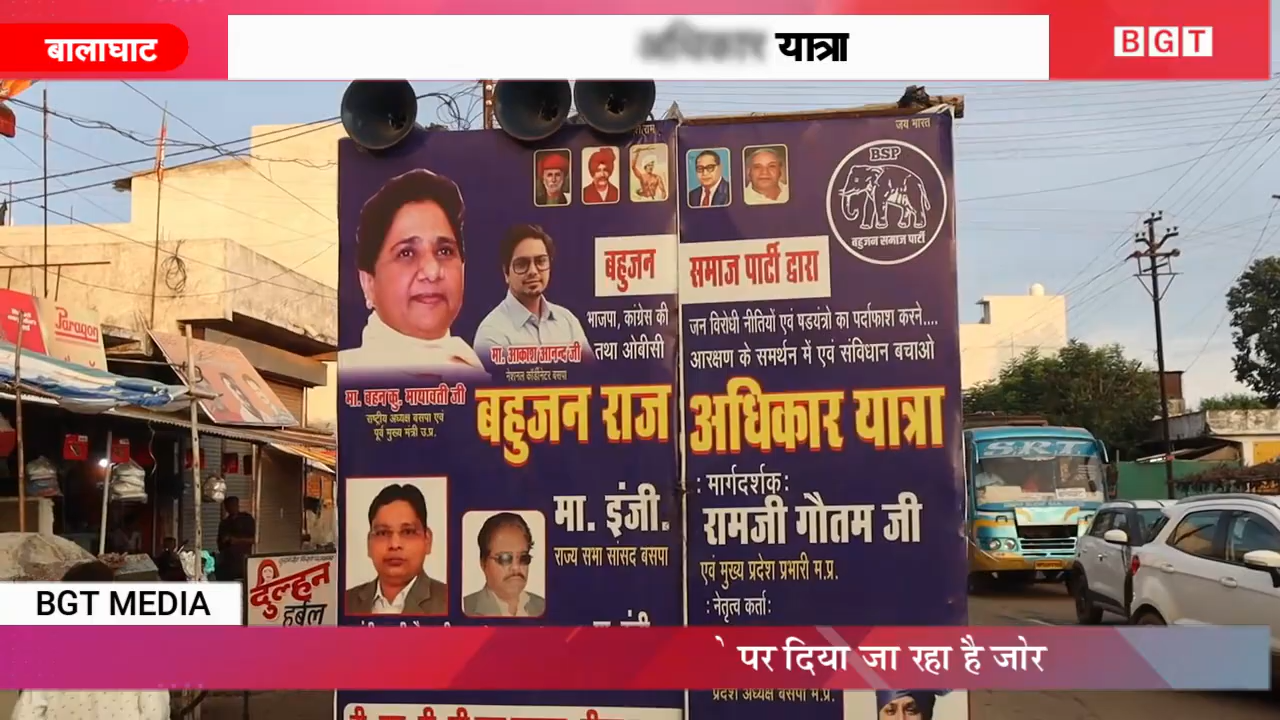 बालाघाट
यात्रा
BGT
जय भारत
BSP
बहुजन समाज पार्टी
बहुजन समाज पार्टी द्वारा
भाजपा, कांग्रेस की जन विरोधी नीतियों एवं षडयंत्रो का पर्दाफाश करने....
तथा ओबीसी आरक्षण के समर्थन में एवं संविधान बचाओ
मा. आकाश आनन्द जी
नेशनल कॉर्डीनेटर बसपा
मा. बहन कु. मायावती जी
राष्ट्रीय अध्यक्ष बसपा एवं
पूर्व मुख्य मंत्री उ.प्र.
बहुजन राज अधिकार यात्रा
: मार्गदर्शक:
मा. इंजी. रामजी गौतम जी
राज्य सभा सांसद बसपा एवं मुख्य प्रदेश प्रभारी म.प्र.
: नेतृत्व कर्ता:
प्रदेश अध्यक्ष बसपा म.प्र.
Paragon
दुल्हन
हर्बल
S.R.T.
BGT MEDIA
पर दिया जा रहा है जोर